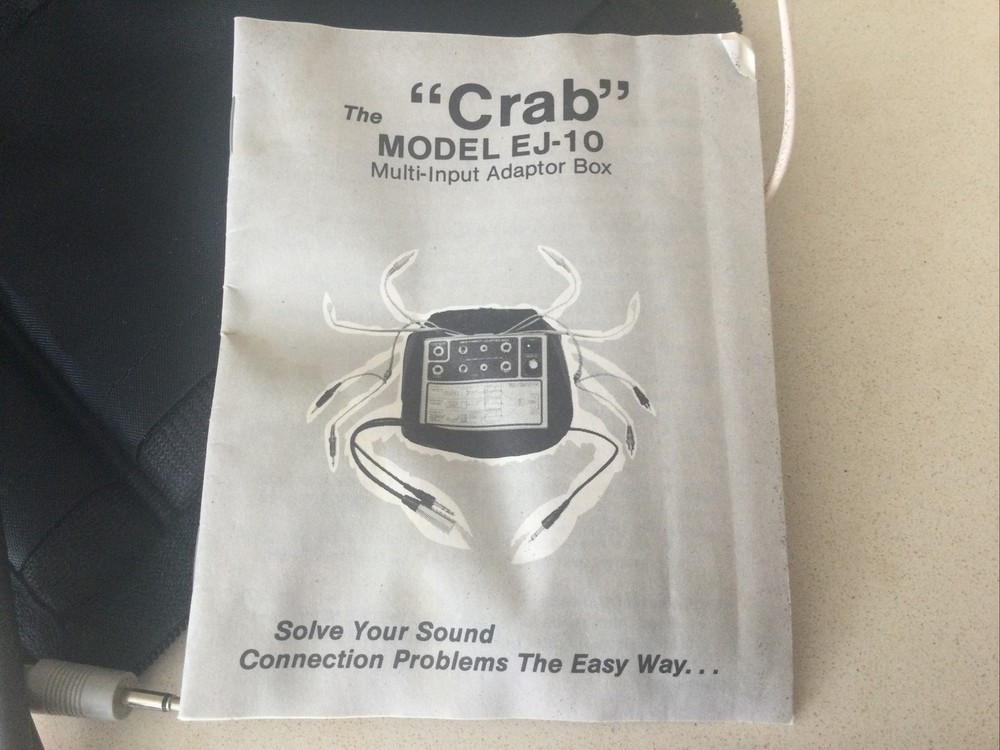 The "Crab"
MODEL EJ-10
Multi-Input Adaptor Box
Solve Your Sound
Connection Problems The Easy Way...